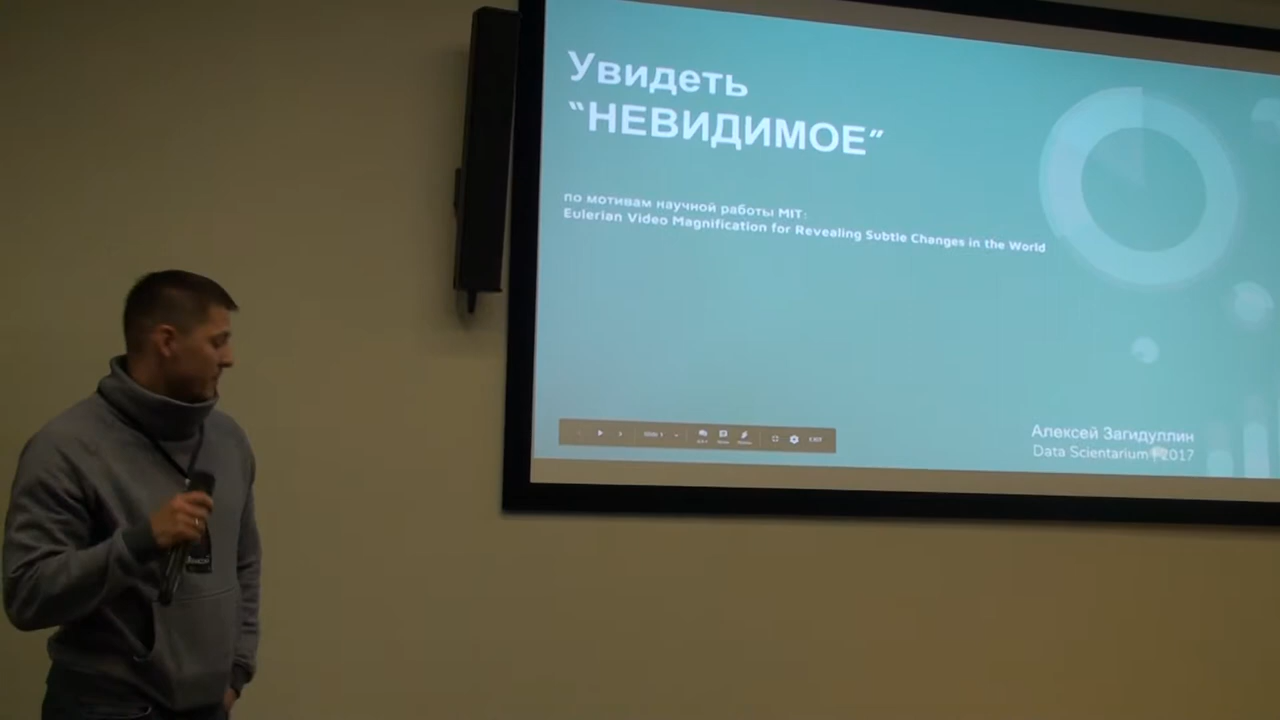 Увидеть
“НЕВИДИМОЕ”
по мотивам научной работы MIT:
Eulerian Video Magnification for Revealing Subtle Changes in the World
Алексей Загидуллин
Data Scientarium | 2017